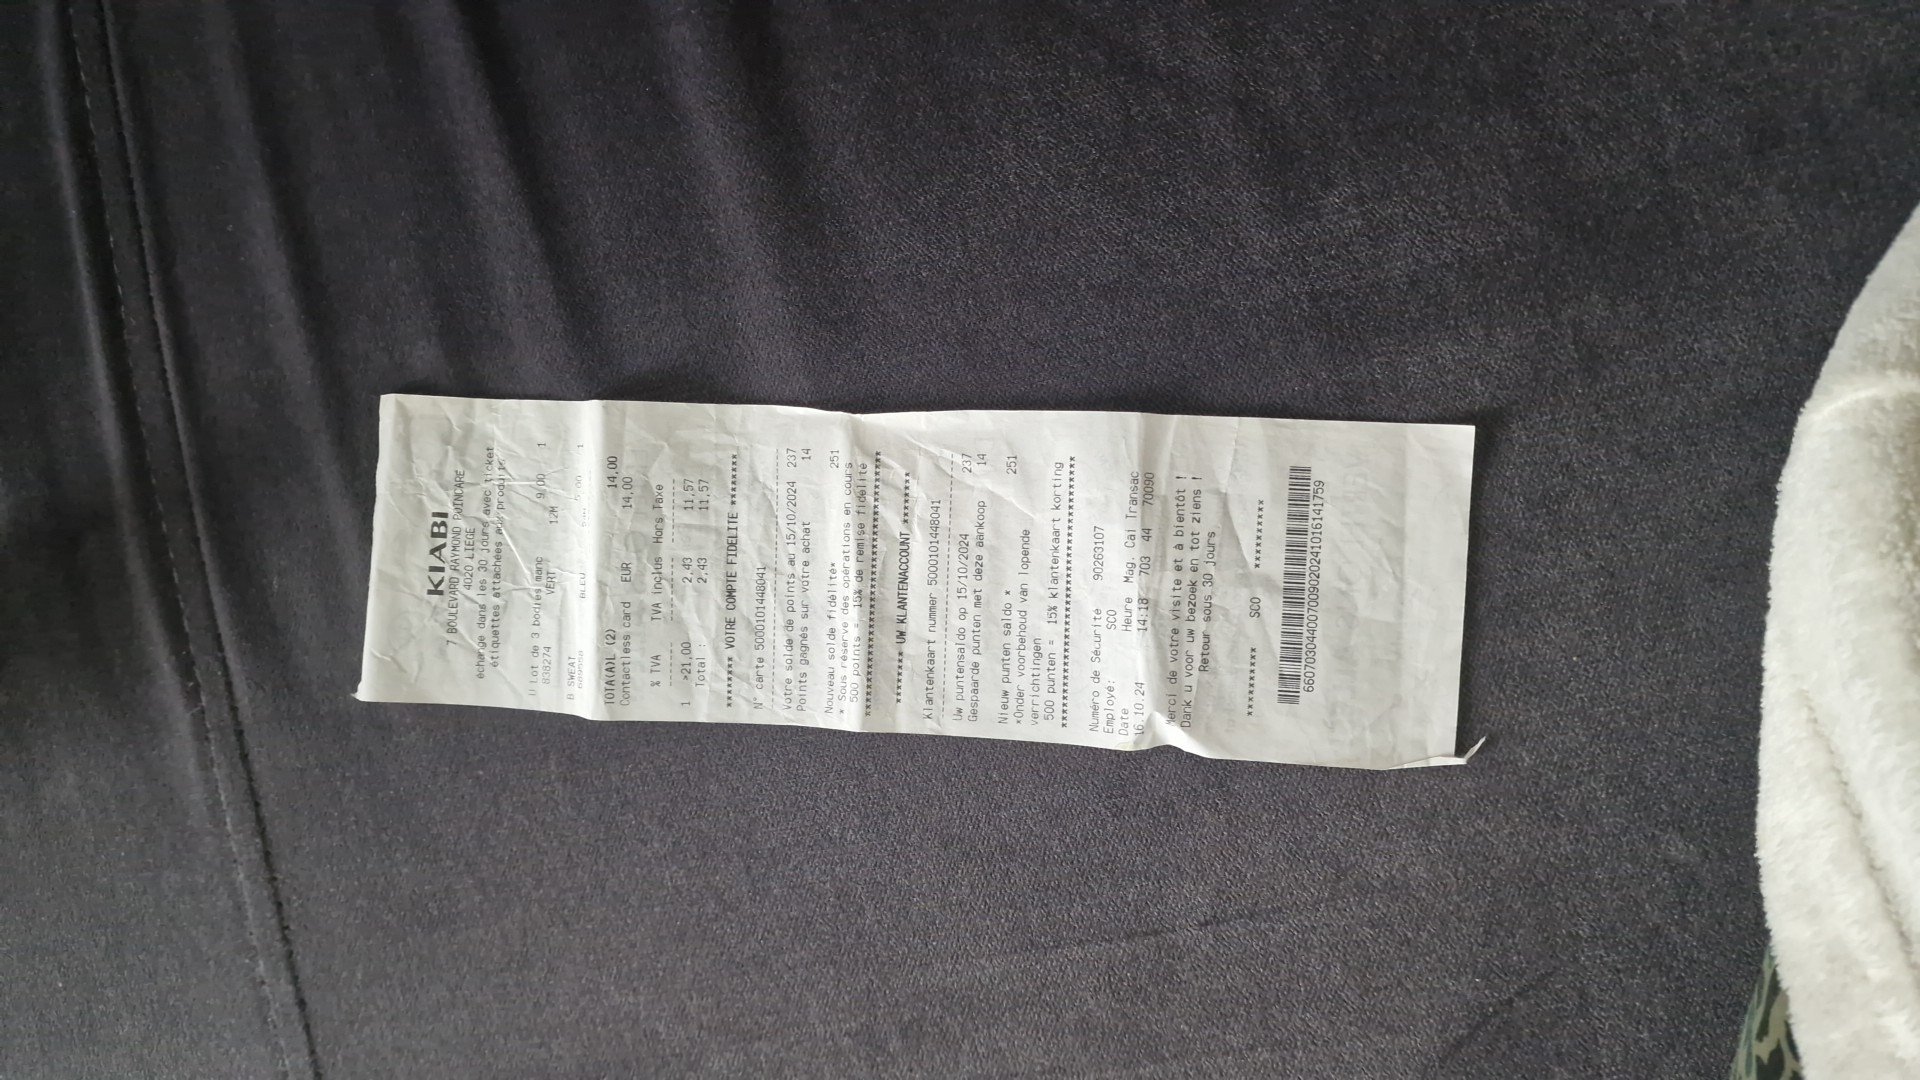 KIABI
7 BOULEVARD RAYMOND POINCARE
4020 LIEGE
échange dans les 30 jours avec ticket
étiquettes attachées aux produits
Lot de 3 bodies manc 9,00 1
838274 VERT 12M
B SWEAT 5,00 1
BLEU
TOTA(A)L (2) 14,00
Contactless card EUR 14,00
% TVA TVA inclus Hors Taxe
1 >21,00 2,43 11,57
Total : 2,43 11,57
******** VOTRE COMPTE FIDELITE *******
N° carte 5000101448041
Votre solde de points au 15/10/2024 237
Points gagnés sur votre achat 14
Nouveau solde fidélité* 251
* Sous réserve des opérations en cours
500 points = 15% de remise fidélité
******** UW KLANTENACCOUNT ********
Klantenkaart nummer 5000101448041
Uw puntensaldo op 15/10/2024 237
Gespaarde punten met deze aankoop 14
Nieuw punten saldo * 251
*Onder voorbehoud van lopende
verrichtingen
500 punten = 15% klantenkaart korting
Numéro de Sécurité 90263107
Employé: SCO
Date Heure Mag. Cai Transac
16.10.24 14:18 703 44 70090
Merci de votre visite et à bientôt !
Dank u voor uw bezoek en tot ziens !
Retour sous 30 jours
********** SCO **********
660703044007009020241016141759